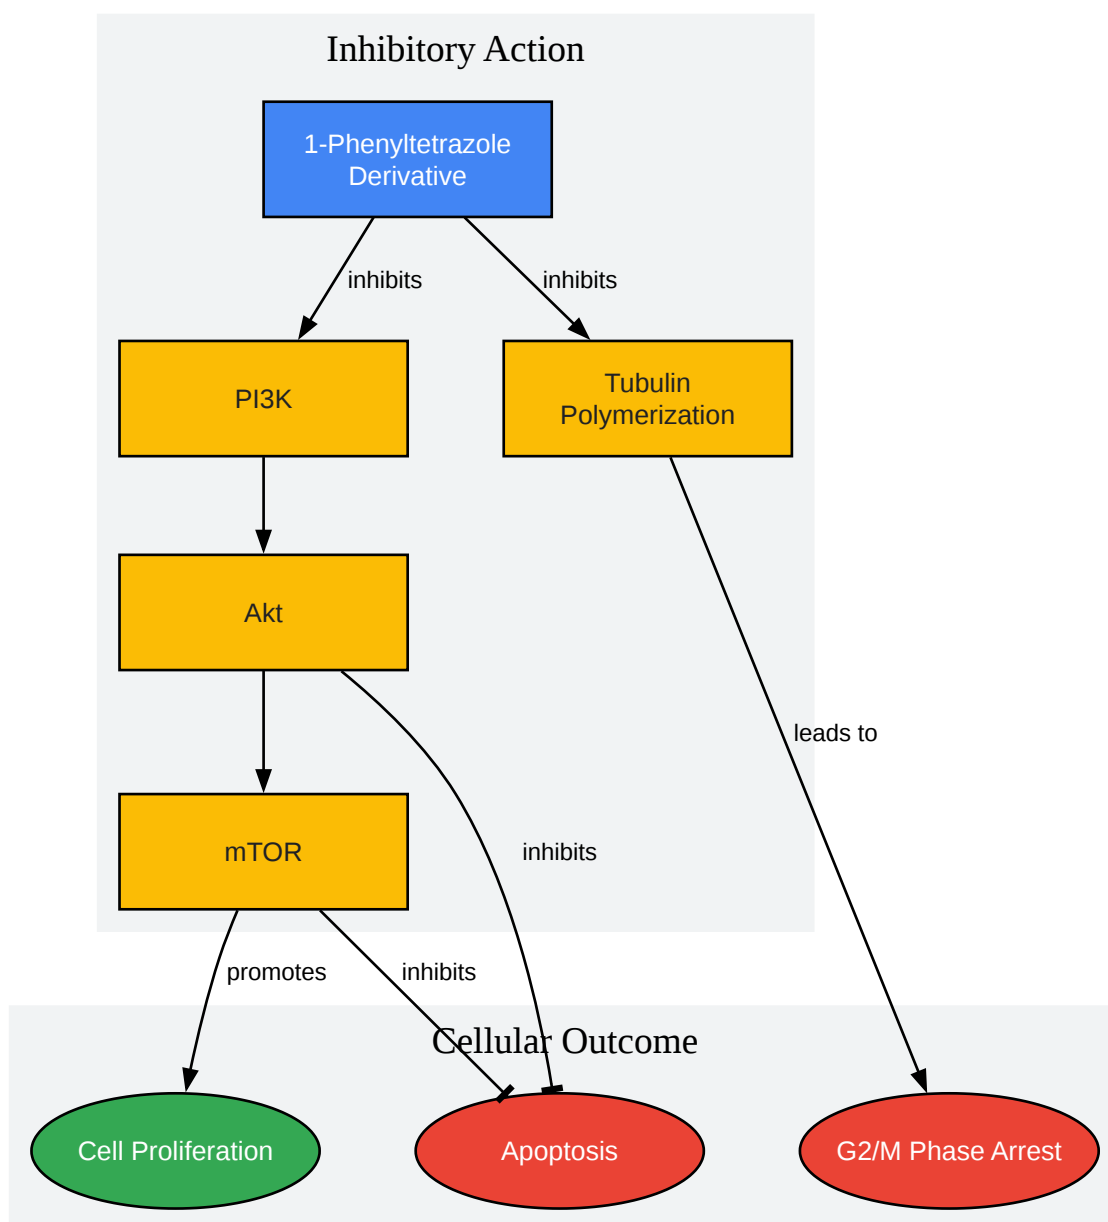 Inhibitory Action
1-Phenyltetrazole
Derivative
inhibits
inhibits
PI3K
Tubulin
Polymerization
Akt
leads to
mTOR
inhibits
promotes
inhibits
Cellular Outcome
Cell Proliferation
Apoptosis
G2/M Phase Arrest